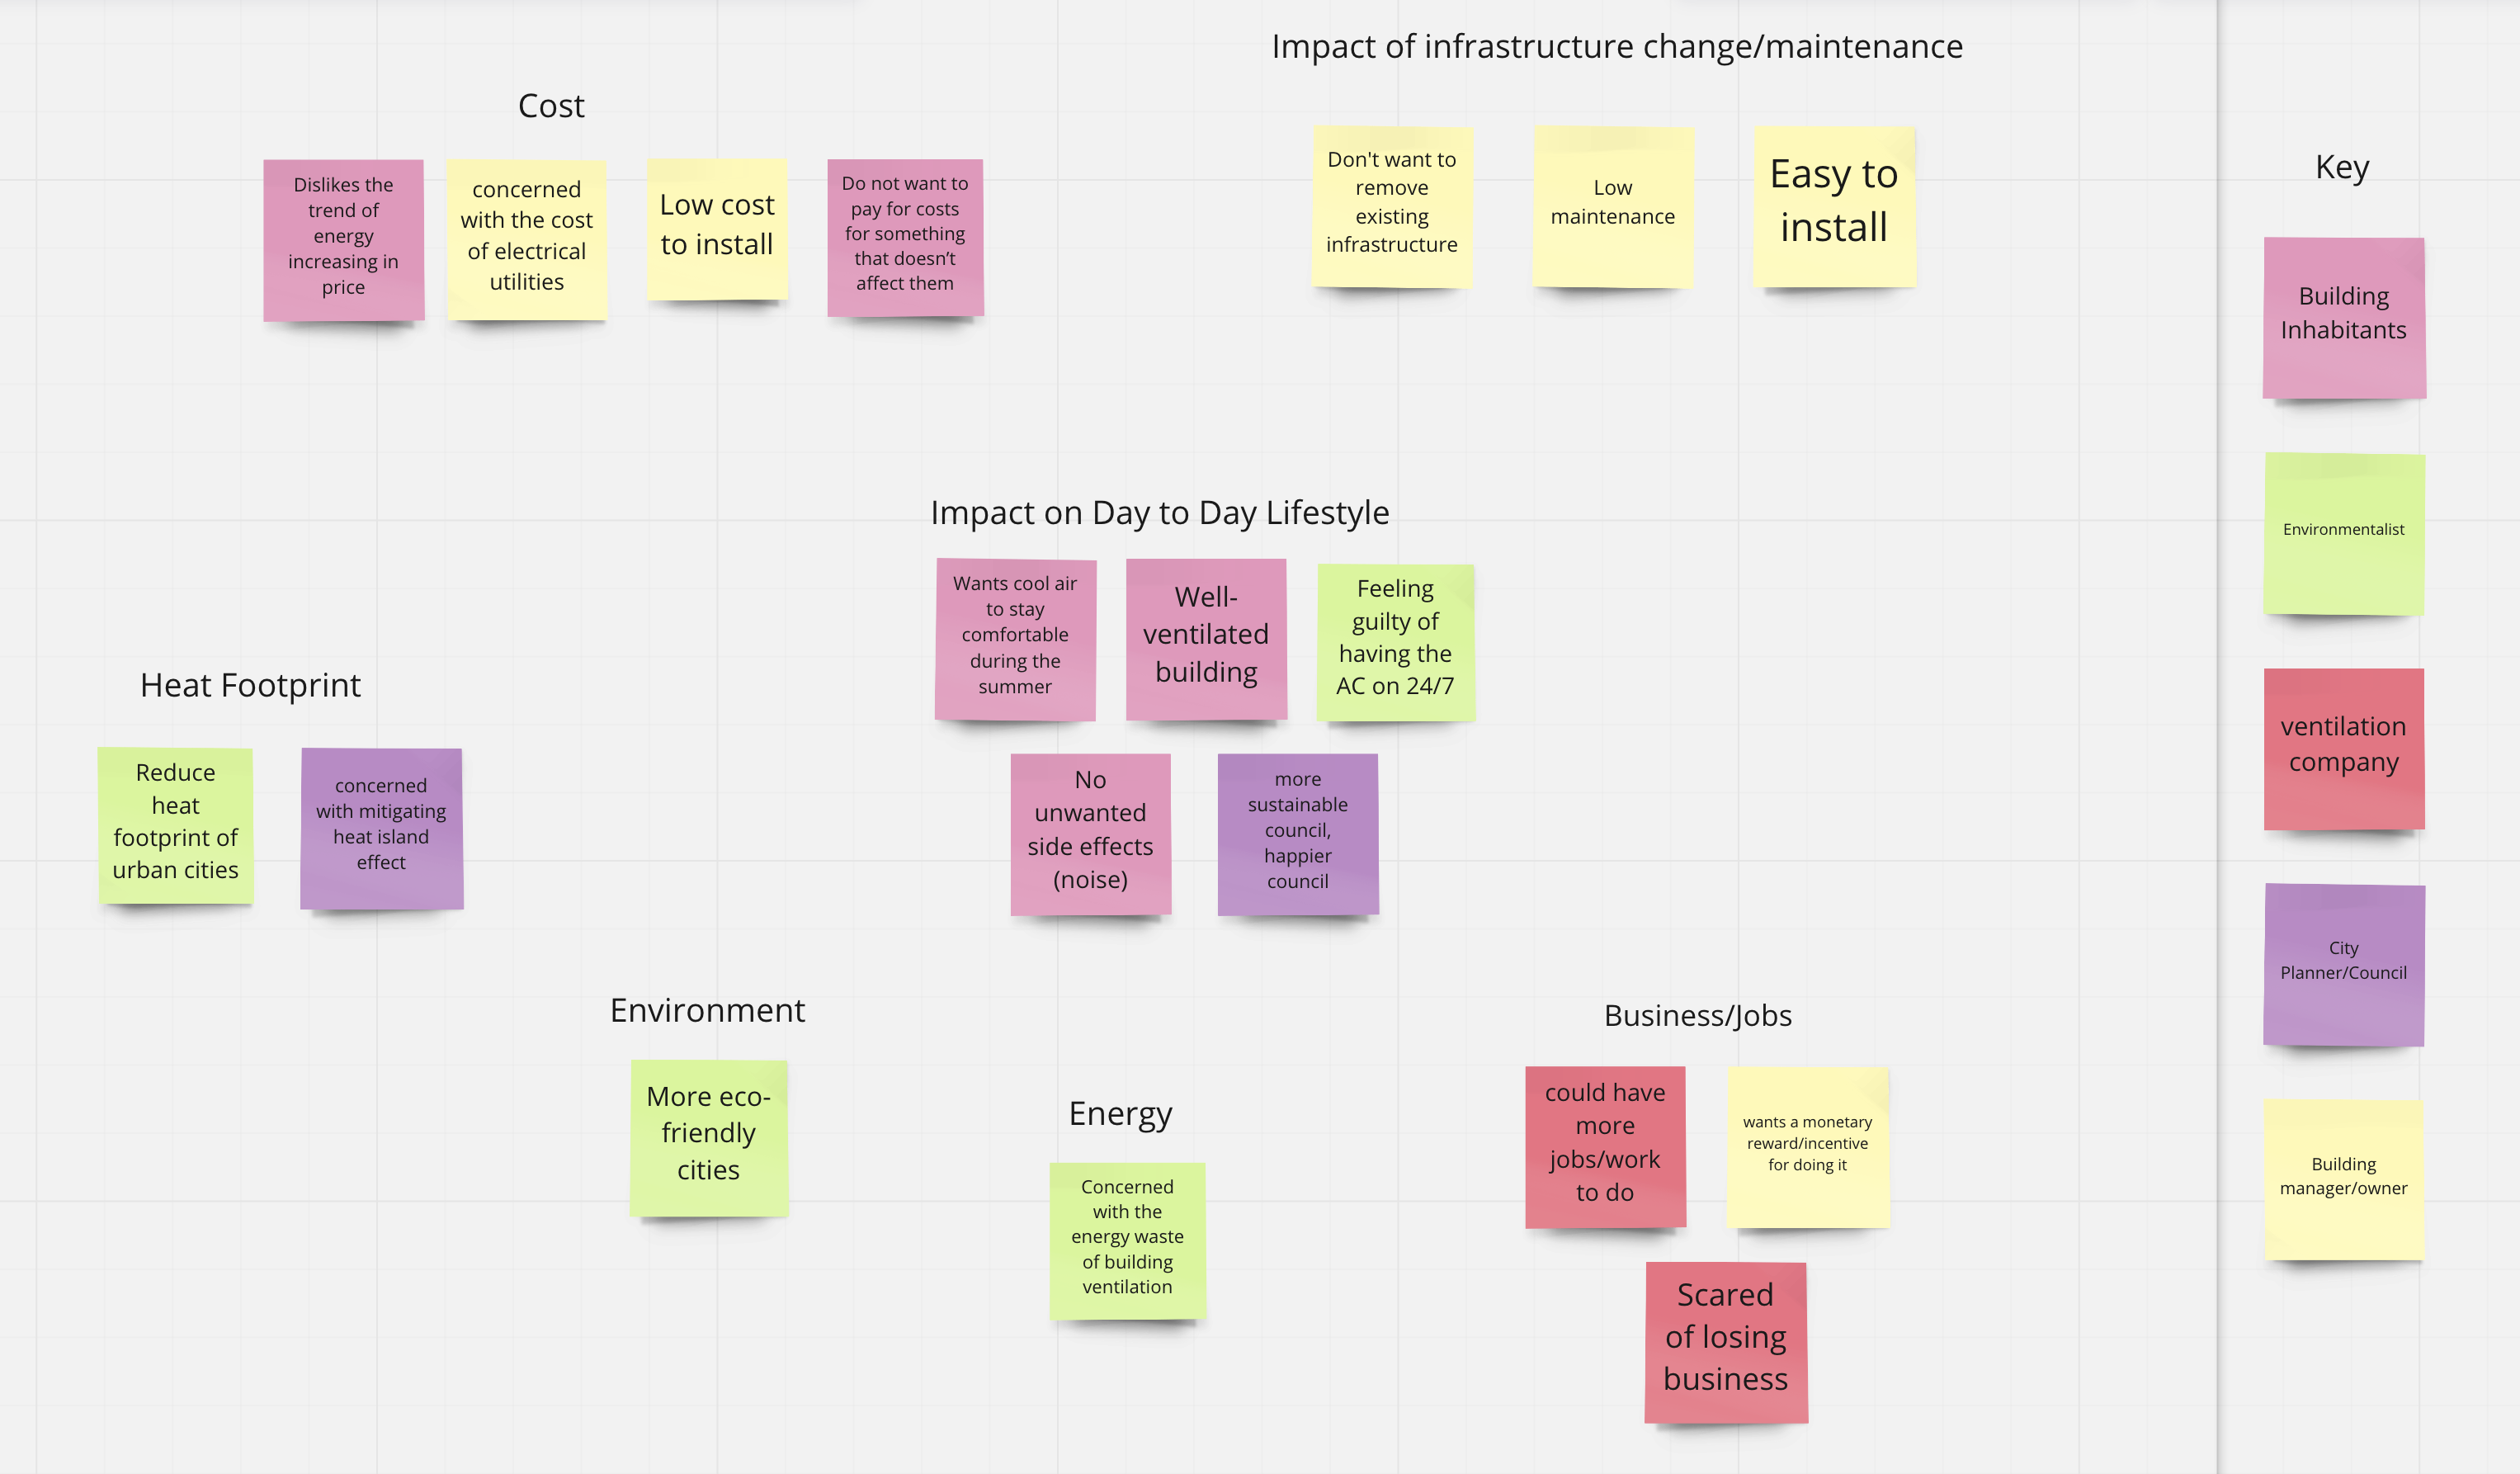 Impact of infrastructure change/maintenance
Cost
Dislikes the
trend of
energy
increasing in
price
concerned
with the cost
of electrical
utilities
Low cost
to install
Do not want to
pay for costs
for something
that doesn’t
affect them
Don't want to
remove
existing
infrastructure
Low
maintenance
Easy to
install
Impact on Day to Day Lifestyle
Wants cool air
to stay
comfortable
during the
summer
Well-
ventilated
building
Feeling
guilty of
having the
AC on 24/7
No
unwanted
side effects
(noise)
more
sustainable
council,
happier
council
Heat Footprint
Reduce
heat
footprint of
urban cities
concerned
with mitigating
heat island
effect
Environment
More eco-
friendly
cities
Energy
Concerned
with the
energy waste
of building
ventilation
Business/Jobs
could have
more
jobs/work
to do
wants a monetary
reward/incentive
for doing it
Scared
of losing
business
Key
Building
Inhabitants
Environmentalist
ventilation
company
City
Planner/Council
Building
manager/owner